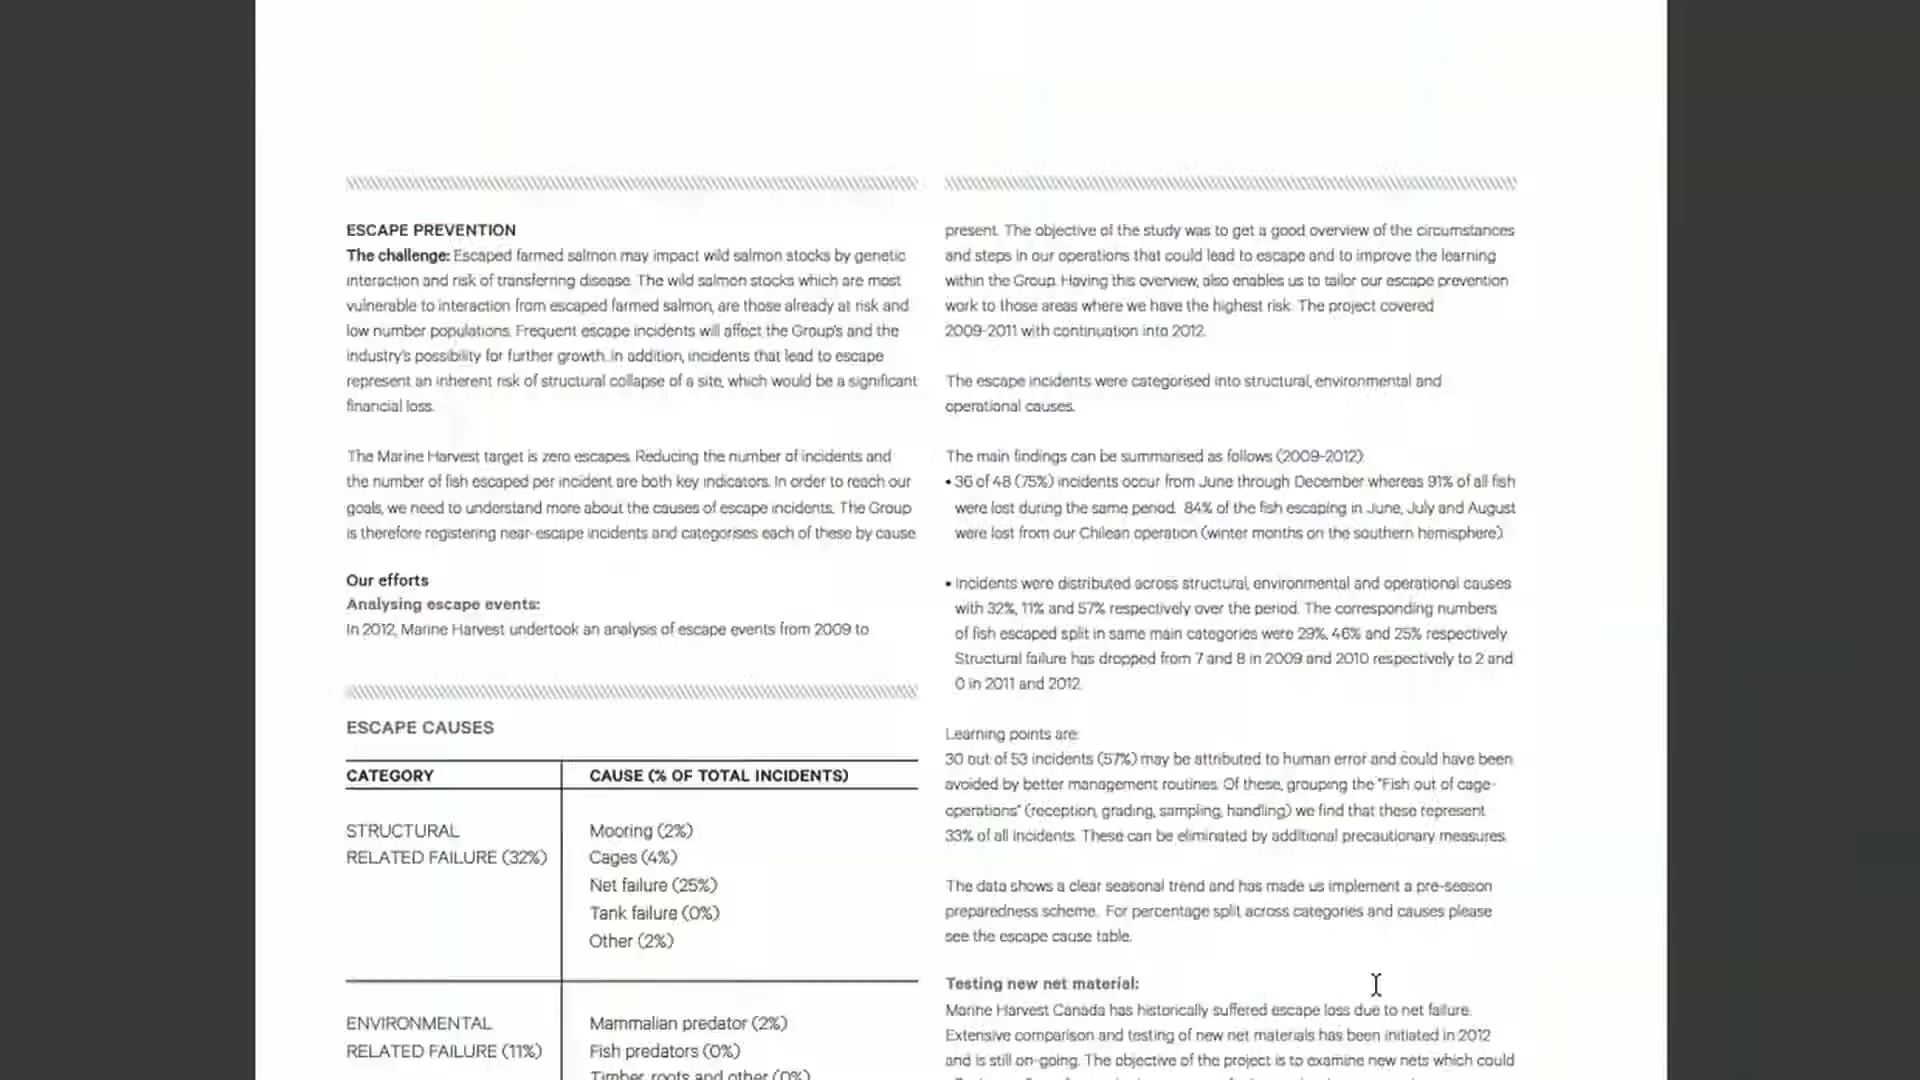 ESCAPE PREVENTION
The challenge: Escaped farmed salmon may impact wild salmon stocks by genetic
interaction and risk of transferring disease. The wild salmon stocks which are most
vulnerable to interaction from escaped farmed salmon, are those already at risk and
low number populations. Frequent escape incidents will affect the Group's and the
industry's possibility for further growth. In addition, incidents that lead to escape
represent an inherent risk of structural collapse of a site, which would be a significant
financial loss.
The Marine Harvest target is zero escapes. Reducing the number of incidents and
the number of fish escaped per incident are both key indicators. In order to reach our
goals, we need to understand more about the causes of escape incidents. The Group
is therefore registering near-escape incidents and categorises each of these by cause.
Our efforts
Analysing escape events:
In 2012, Marine Harvest undertook an analysis of escape events from 2009 to
ESCAPE CAUSES
CATEGORY
CAUSE (% OF TOTAL INCIDENTS)
STRUCTURAL
RELATED FAILURE (32%)
Mooring (2%)
Cages (4%)
Net failure (25%)
Tank failure (0%)
Other (2%)
ENVIRONMENTAL
RELATED FAILURE (11%)
Mammalian predator (2%)
Fish predators (0%)
Timber, roots and other (0%)
present. The objective of the study was to get a good overview of the circumstances
and steps in our operations that could lead to escape and to improve the learning
within the Group. Having this overview, also enables us to tailor our escape prevention
work to those areas where we have the highest risk. The project covered
2009-2011 with continuation into 2012.
The escape incidents were categorised into structural, environmental and
operational causes.
The main findings can be summarised as follows (2009-2012):
• 36 of 48 (75%) incidents occur from June through December whereas 91% of all fish
were lost during the same period. 84% of the fish escaping in June, July and August
were lost from our Chilean operation (winter months on the southern hemisphere).
• Incidents were distributed across structural, environmental and operational causes
with 32%, 11% and 57% respectively over the period. The corresponding numbers
of fish escaped split in same main categories were 29%, 46% and 25% respectively.
Structural failure has dropped from 7 and 8 in 2009 and 2010 respectively to 2 and
0 in 2011 and 2012.
Learning points are:
30 out of 53 incidents (57%) may be attributed to human error and could have been
avoided by better management routines. Of these, grouping the "Fish out of cage-
operations" (reception, grading, sampling, handling) we find that these represent
33% of all incidents. These can be eliminated by additional precautionary measures.
The data shows a clear seasonal trend and has made us implement a pre-season
preparedness scheme. For percentage split across categories and causes please
see the escape cause table.
Testing new net material:
Marine Harvest Canada has historically suffered escape loss due to net failure.
Extensive comparison and testing of new net materials has been initiated in 2012
and is still on-going. The objective of the project is to examine new nets which could